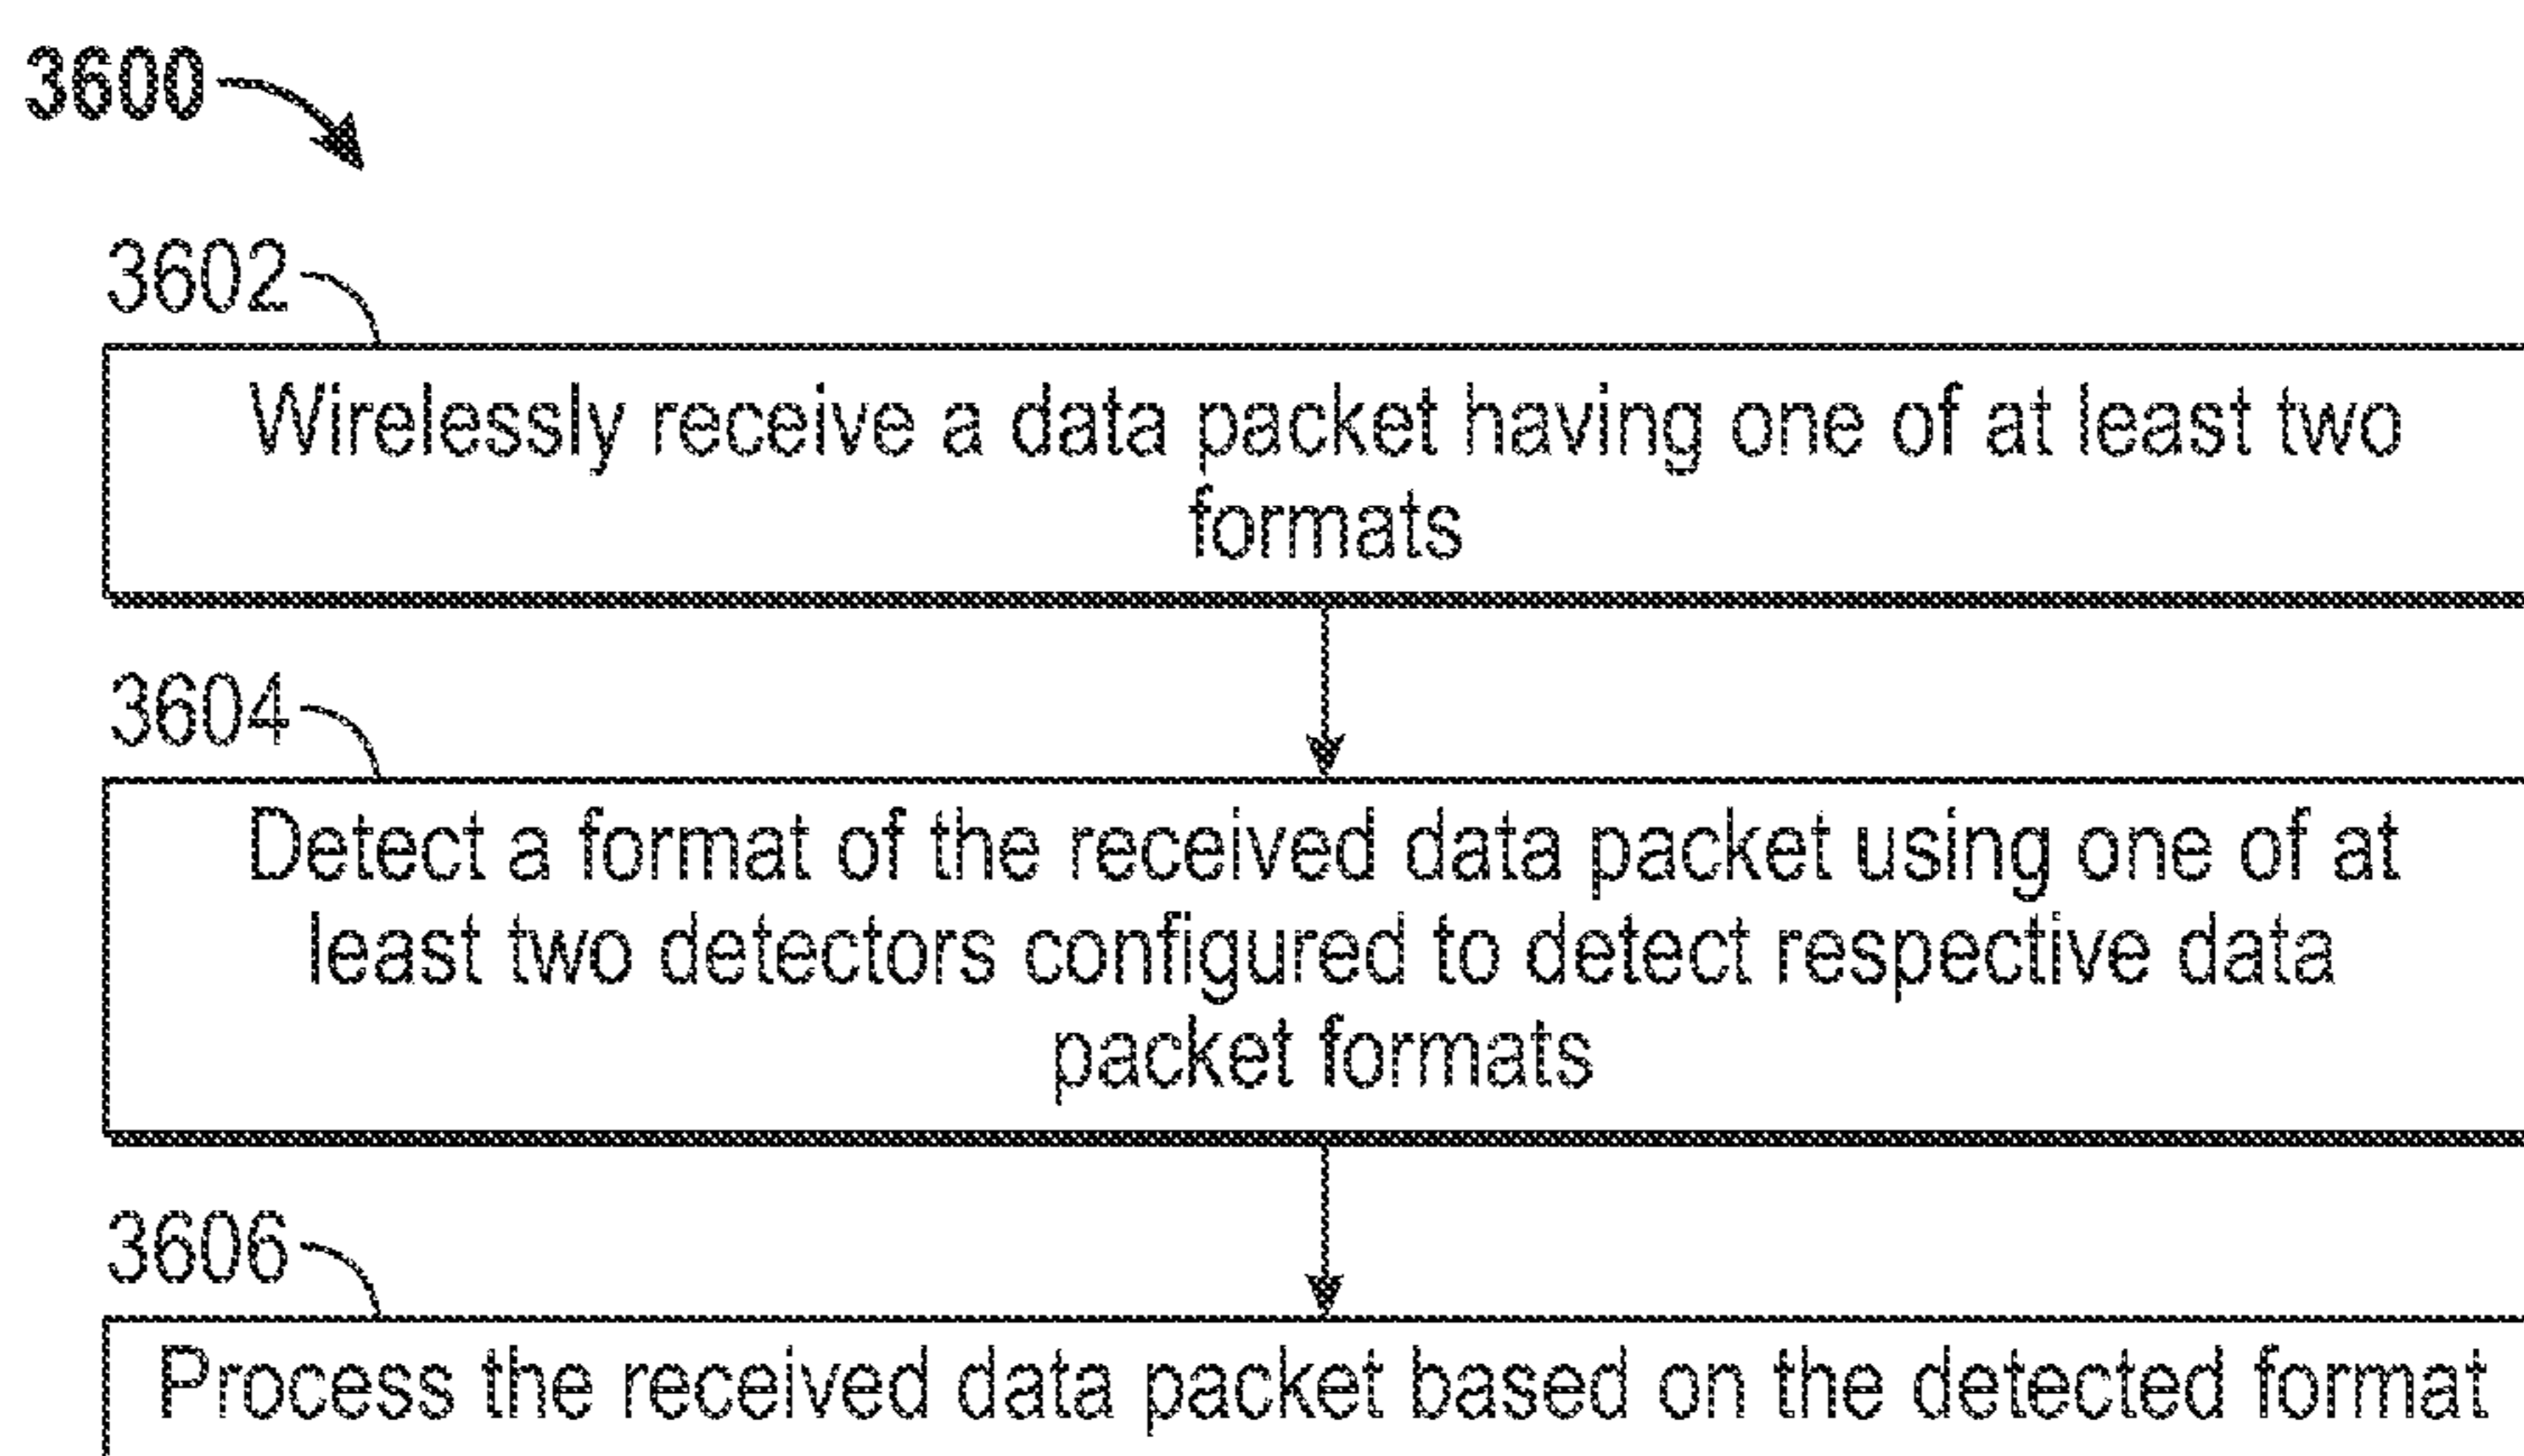 3600
3602
Wirelessly receive a data packet having one of at least two
formats
3604
Detect a format of the received data packet using one of at
least two detectors configured to detect respective data
packet formats
3606
Process the received data packet based on the detected format